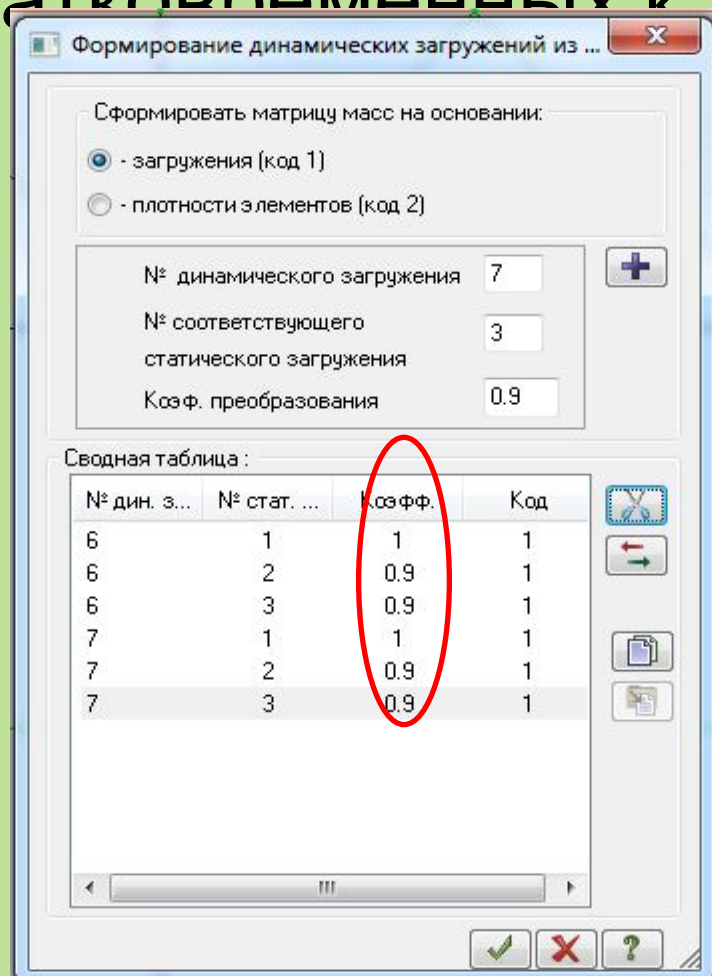 атковременных к
Формирование динамических загружений из ...
Сформировать матрицу масс на основании:
- загружения (код 1)
- плотности элементов (код 2)
№ динамического загружения 7
№ соответствующего
статического загружения 3
Коэф. преобразования 0.9
Сводная таблица :
№ дин. з... № стат. ... Коэфф. Код
6 1 1 1
6 2 0.9 1
6 3 0.9 1
7 1 1 1
7 2 0.9 1
7 3 0.9 1